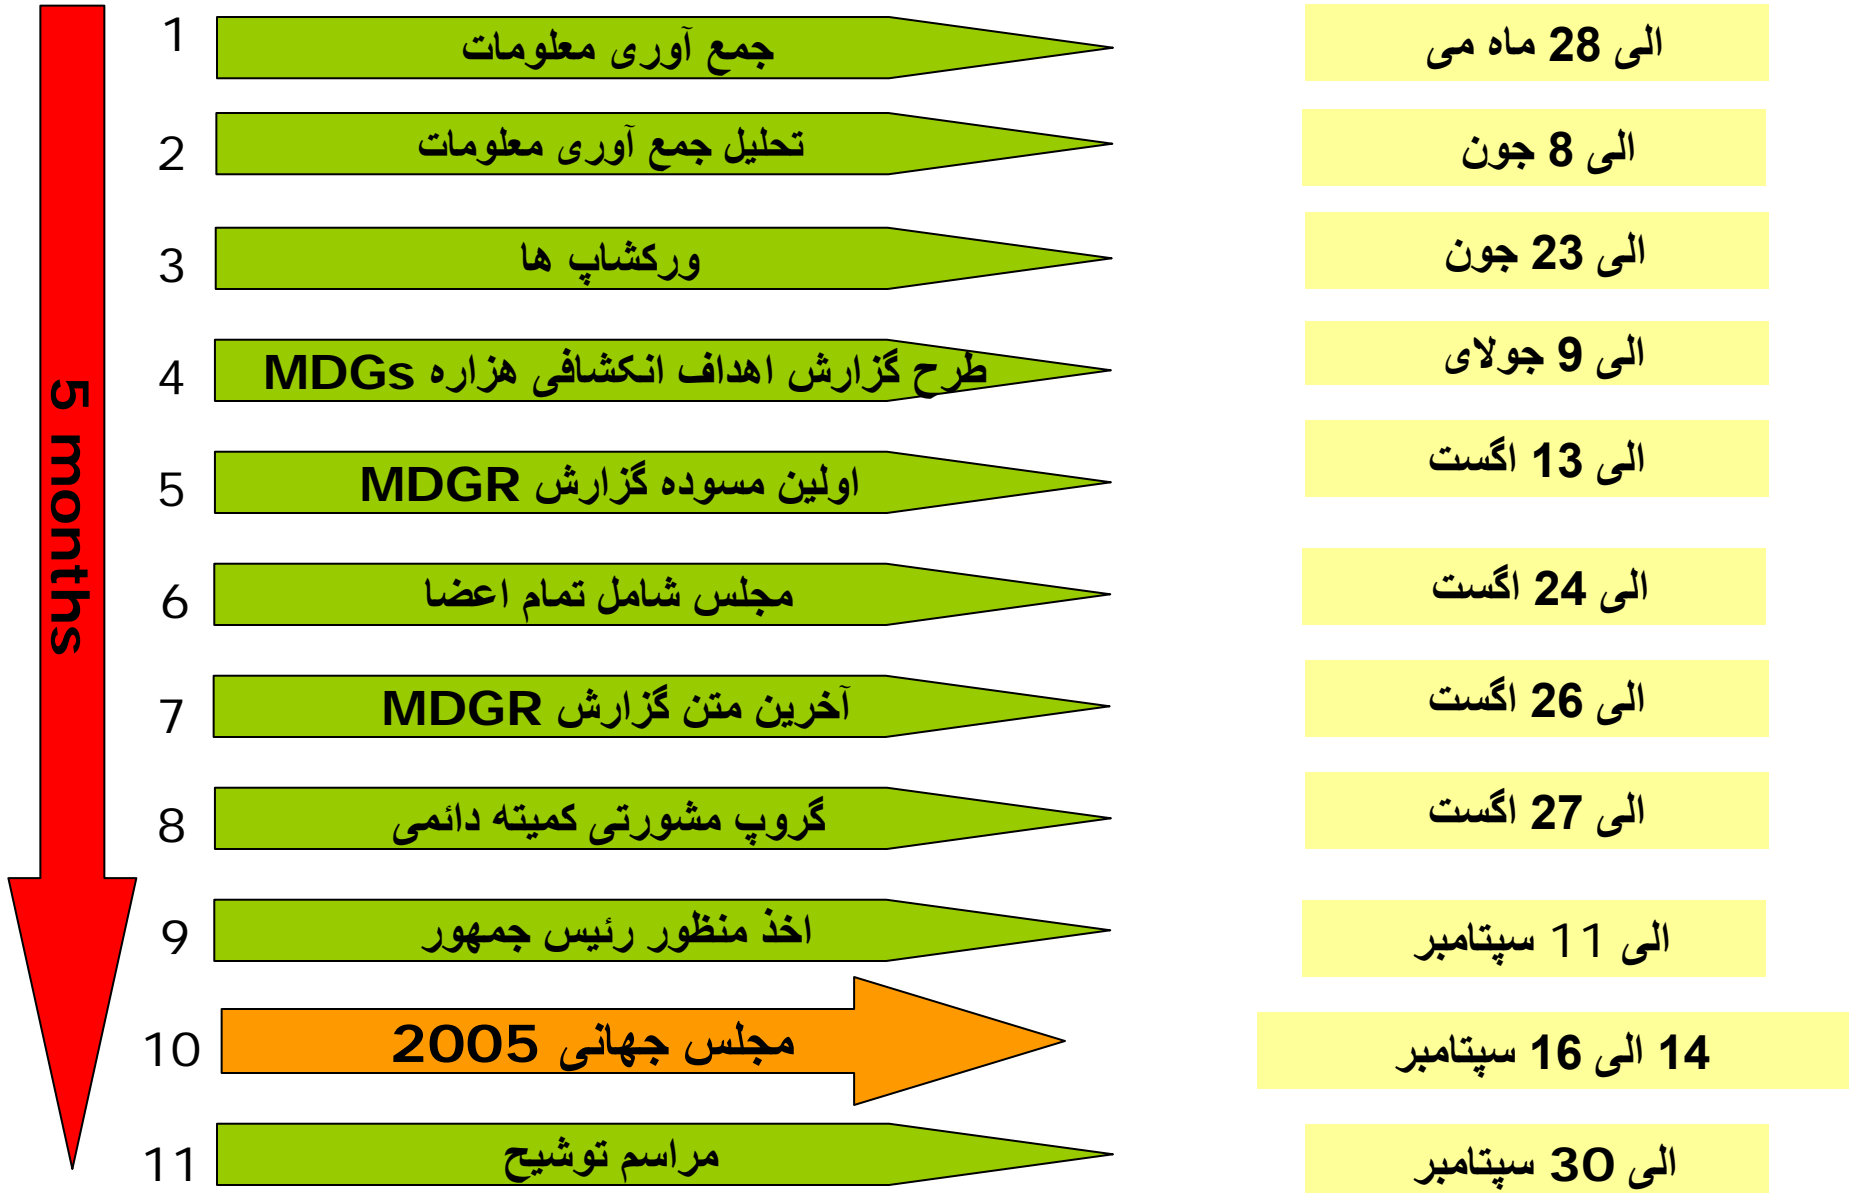 5 months
1
جمع آوری معلومات
الی 28 ماه می
2
تحلیل جمع آوری معلومات
الی 8 جون
3
ورکشاپ ها
الی 23 جون
4
طرح گزارش اهداف انکشافی هزاره MDGs
الی 9 جولای
5
اولین مسوده گزارش MDGR
الی 13 اگست
6
مجلس شامل تمام اعضا
الی 24 اگست
7
آخرین متن گزارش MDGR
الی 26 اگست
8
گروپ مشورتی کمیته دائمی
الی 27 اگست
9
اخذ منظور رئیس جمهور
الی 11 سپتامبر
10
مجلس جهانی 2005
14 الی 16 سپتامبر
11
مراسم توشیح
الی 30 سپتامبر